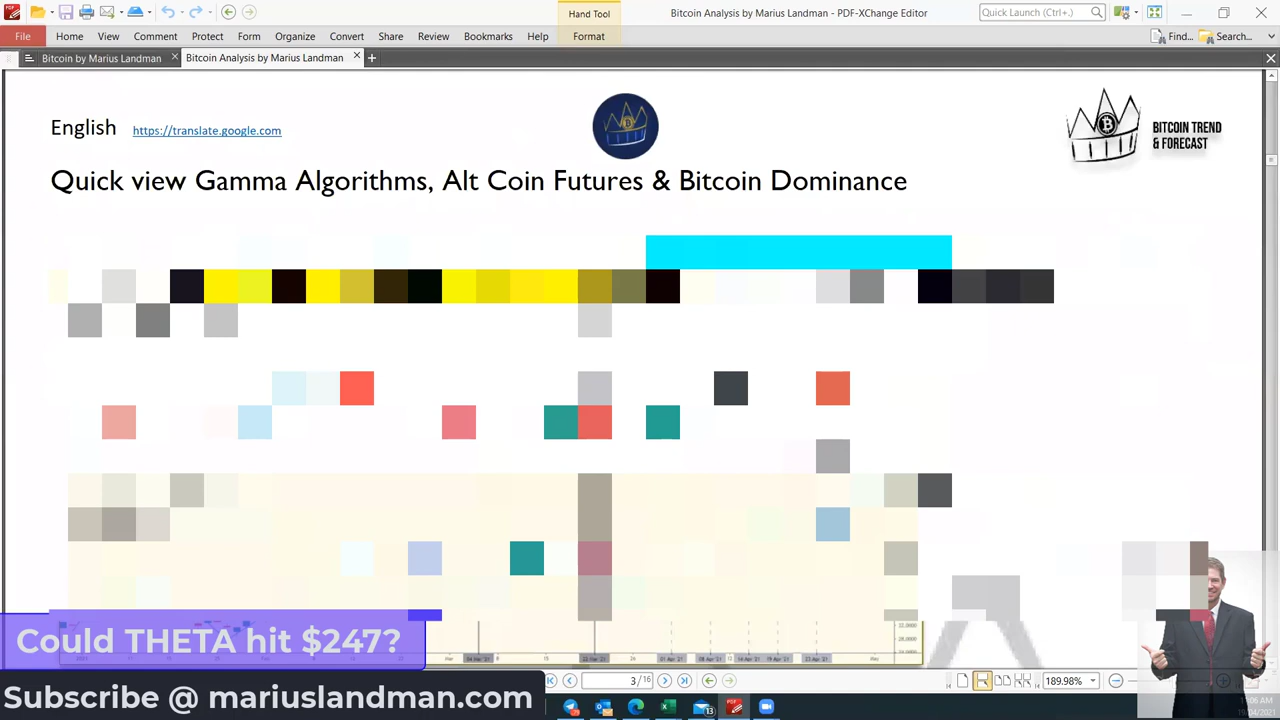 Hand Tool
Bitcoin Analysis by Marius Landman - PDF-XChange Editor
Quick Launch (Ctrl+.)
File Home View Comment Protect Form Organize Convert Share Review Bookmarks Help Format Find... Search...
Bitcoin by Marius Landman Bitcoin Analysis by Marius Landman
English https://translate.google.com
BITCOIN TREND
& FORECAST
Quick view Gamma Algorithms, Alt Coin Futures & Bitcoin Dominance
Could THETA hit $247?
3/16
189.98%
Subscribe @ mariuslandman.com
19/04/2021